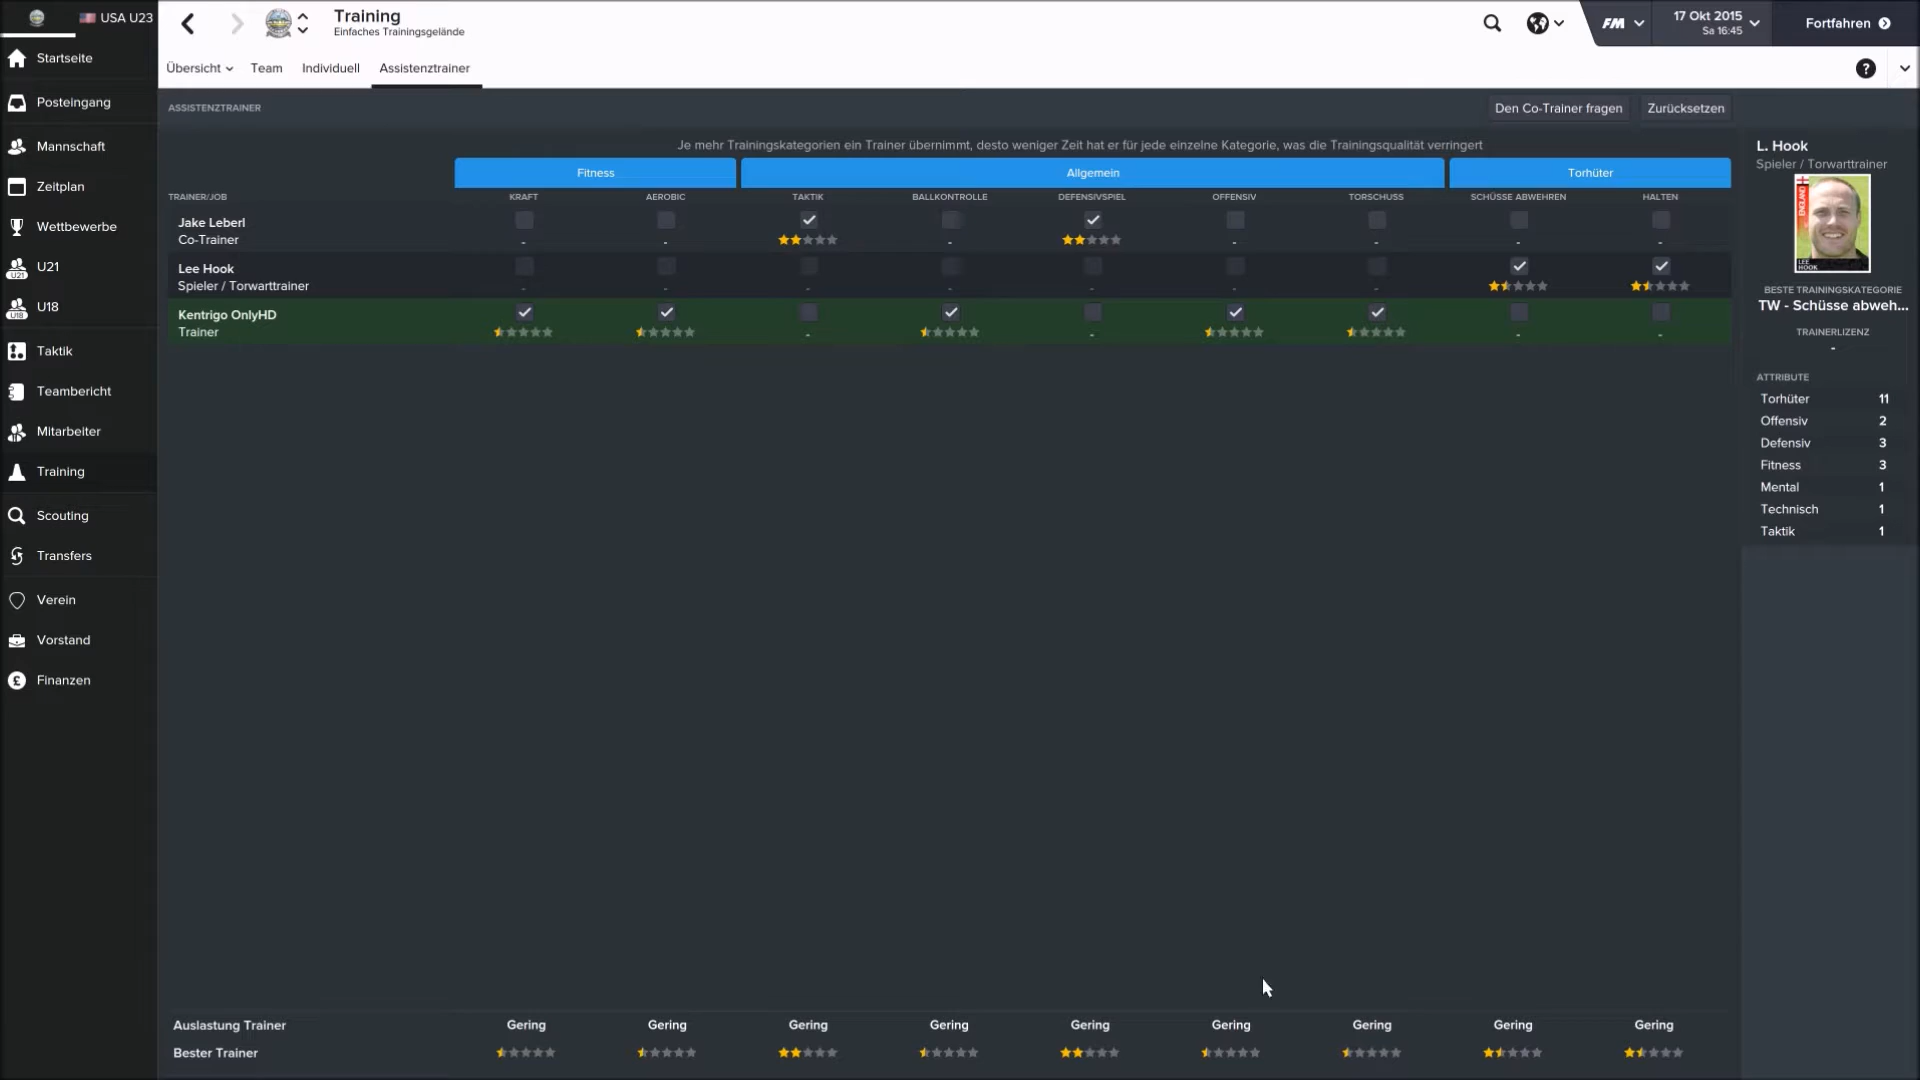 USA U23
Training
Einfaches Trainingsgelände
FM
17 Okt 2015
Sa 16:45
Fortfahren
Startseite
Posteingang
Mannschaft
Zeitplan
Wettbewerbe
U21
U21
U18
U18
Taktik
Teambericht
Mitarbeiter
Training
Scouting
Transfers
Verein
Vorstand
Finanzen
Übersicht Team Individuell Assistenztrainer
?
ASSISTENZTRAINER
Den Co-Trainer fragen Zurücksetzen
Je mehr Trainingskategorien ein Trainer übernimmt, desto weniger Zeit hat er für jede einzelne Kategorie, was die Trainingsqualität verringert
Fitness Allgemein Torhüter
TRAINER/JOB KRAFT AEROBIC TAKTIK BALLKONTROLLE DEFENSIVSPIEL OFFENSIV TORSCHUSS SCHÜSSE ABWEHREN HALTEN
Jake Leberl
Co-Trainer - - - - - - -
Lee Hook
Spieler / Torwarttrainer - - - - - - -
Kentrigo OnlyHD
Trainer - - - -
Auslastung Trainer Gering Gering Gering Gering Gering Gering Gering Gering Gering
Bester Trainer
L. Hook
Spieler / Torwarttrainer
ENGLAND
LEE
HOOK
BESTE TRAININGSKATEGORIE
TW - Schüsse abweh...
TRAINERLIZENZ
-
ATTRIBUTE
Torhüter 11
Offensiv 2
Defensiv 3
Fitness 3
Mental 1
Technisch 1
Taktik 1